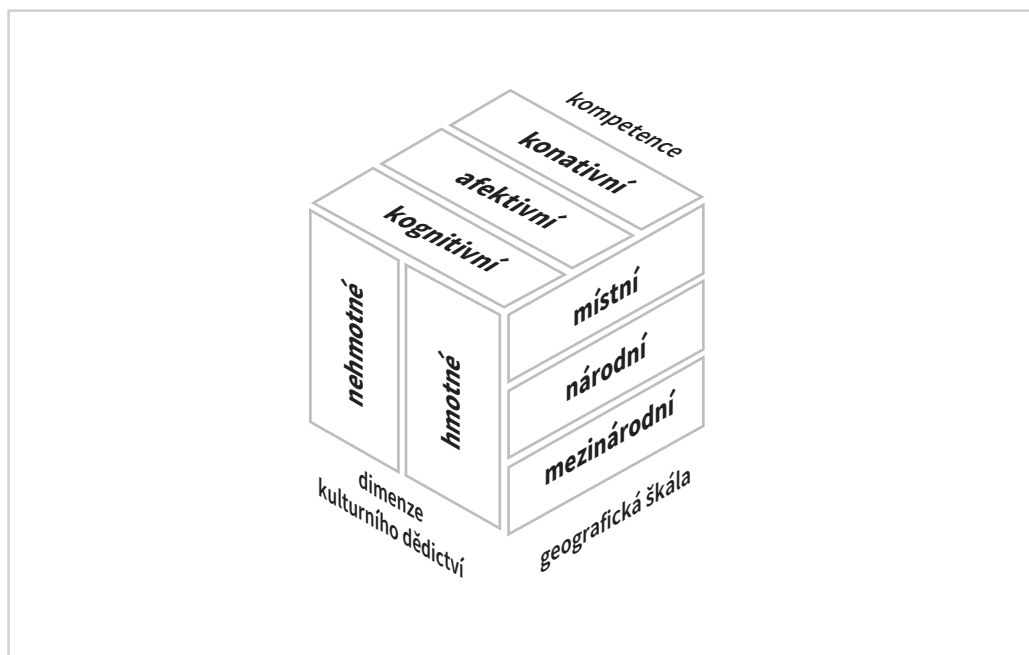 kompetence
konativní
afektivní
kognitivní
nehmotné
hmotné
místní
národní
mezinárodní
dimenze
kulturního dědictví
geografická škála